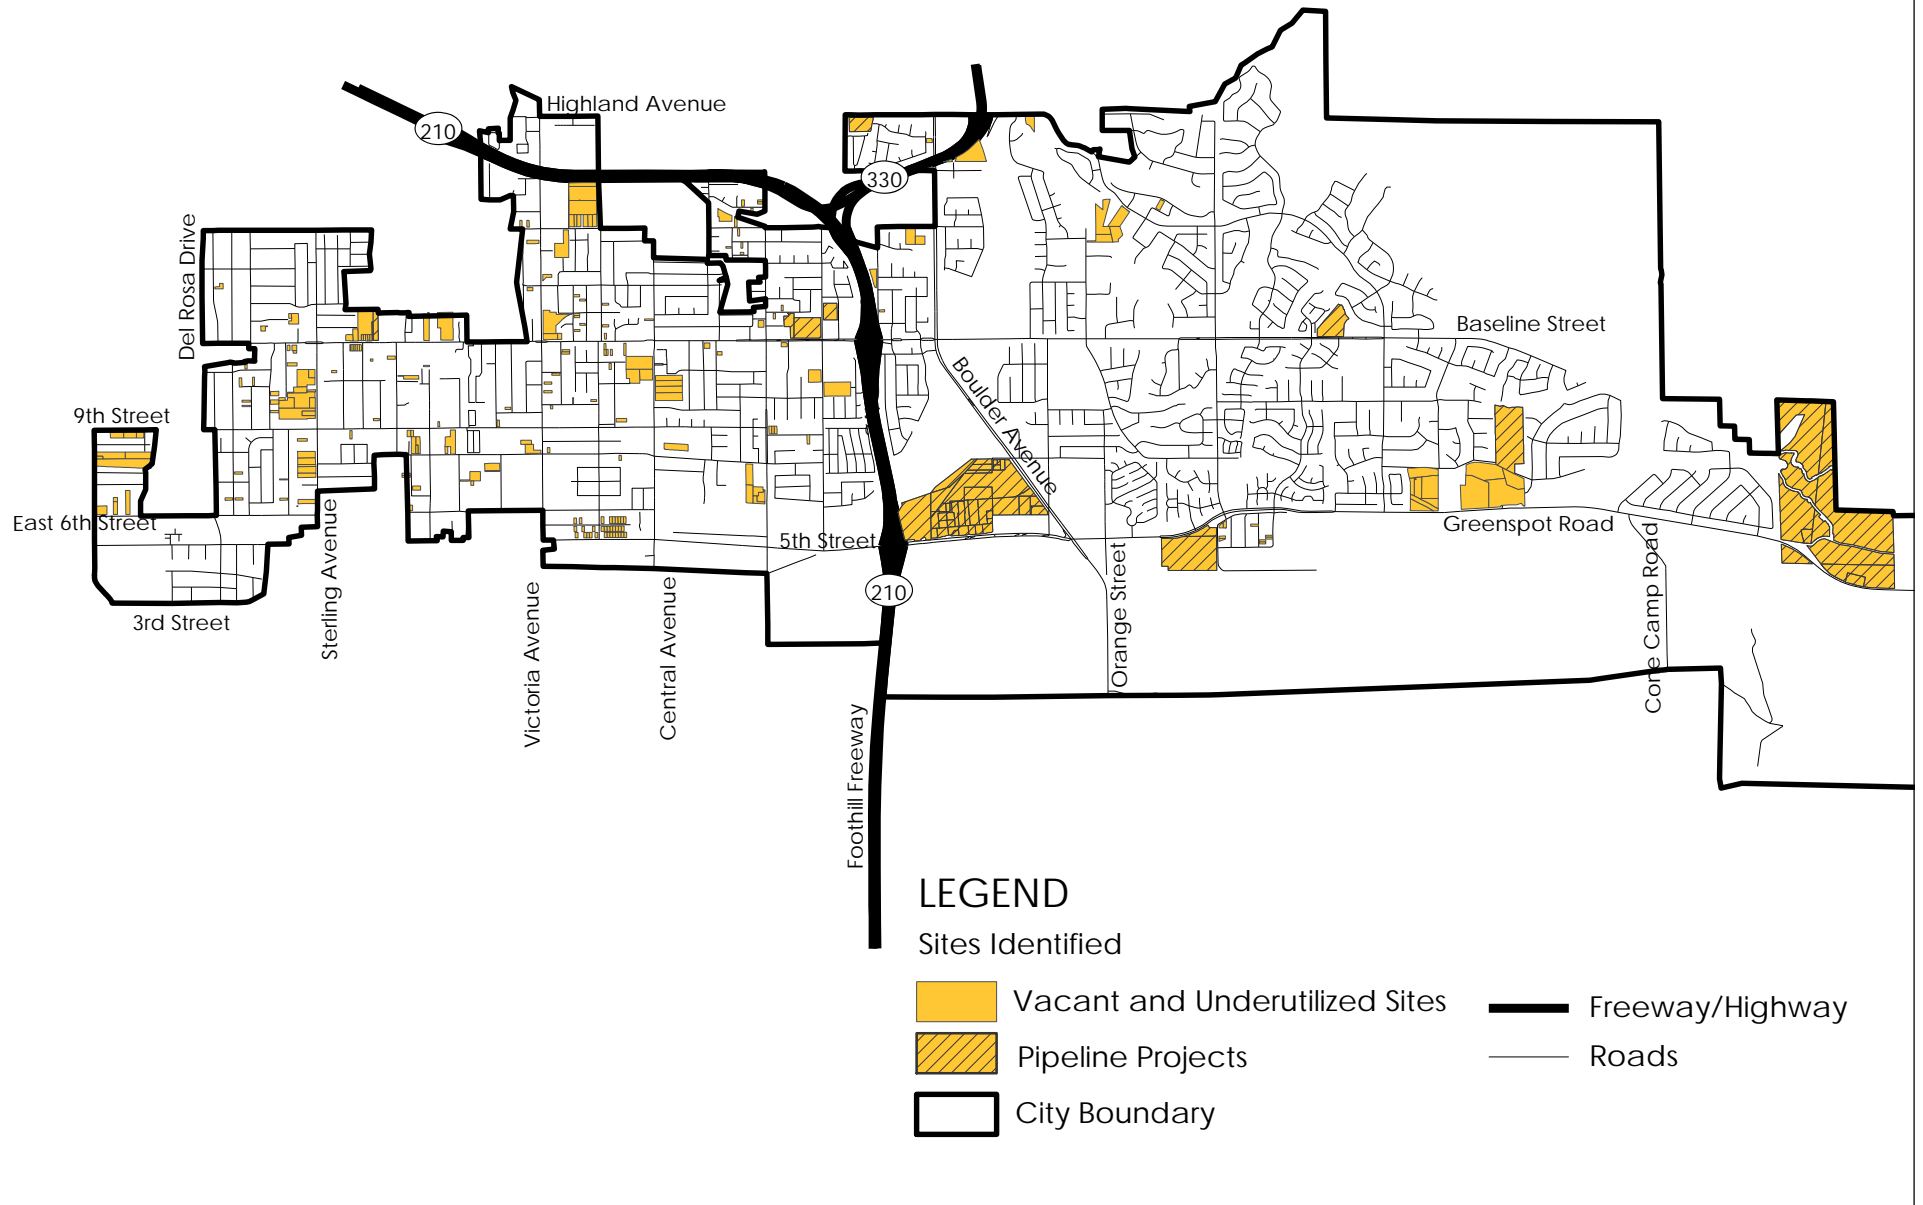 Highland Avenue
210
330
Del Rosa Drive
Baseline Street
Boulder Avenue
9th Street
East 6th Street
5th Street
Greenspot Road
Sterling Avenue
Victoria Avenue
Central Avenue
210
Orange Street
Cone Camp Road
3rd Street
Foothill Freeway
LEGEND
Sites Identified
Vacant and Underutilized Sites
Pipeline Projects
City Boundary
Freeway/Highway
Roads